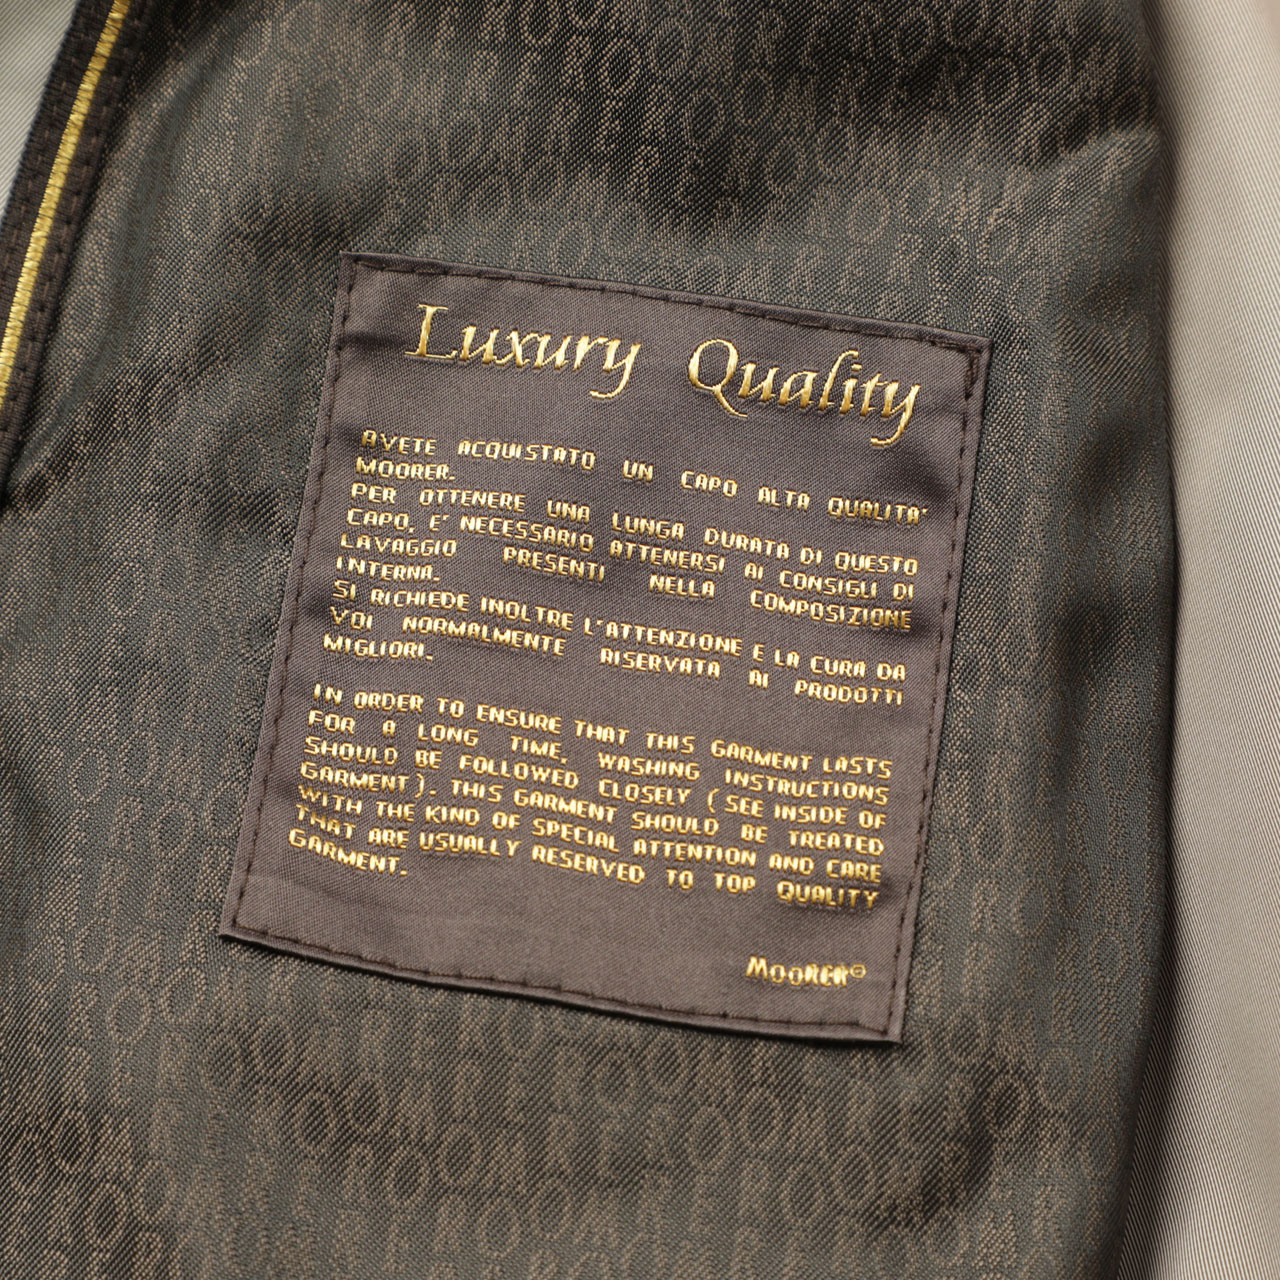 Luxury Quality
AVETE ACQUISTATO UN CAPO ALTA QUALITA'
MOORER.
PER OTTENERE UNA LUNGA DURATA DI QUESTO
CAPO, E' NECESSARIO ATTENERSI AI CONSIGLI DI
LAVAGGIO PRESENTI NELLA COMPOSIZIONE
INTERNA.
SI RICHIEDE INOLTRE L'ATTENZIONE E LA CURA DA
VOI NORMALMENTE RISERVATA AI PRODOTTI
MIGLIORI.
IN ORDER TO ENSURE THAT THIS GARMENT LASTS
FOR A LONG TIME, WASHING INSTRUCTIONS
SHOULD BE FOLLOWED CLOSELY (SEE INSIDE OF
GARMENT). THIS GARMENT SHOULD BE TREATED
WITH THE KIND OF SPECIAL ATTENTION AND CARE
THAT ARE USUALLY RESERVED TO TOP QUALITY
GARMENT.
MOORER©